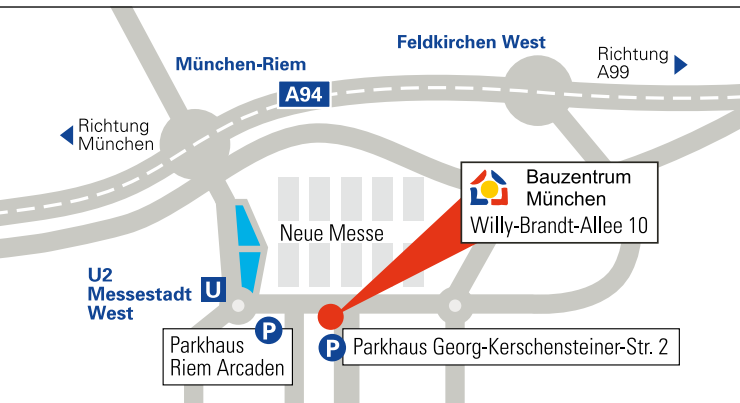 Feldkirchen West
München-Riem
Richtung
A99
A94
Richtung
München
Bauzentrum
München
Willy-Brandt-Allee 10
Neue Messe
U2
Messestadt
West
U
P
Parkhaus
Riem Arcaden
P
Parkhaus Georg-Kerschensteiner-Str. 2